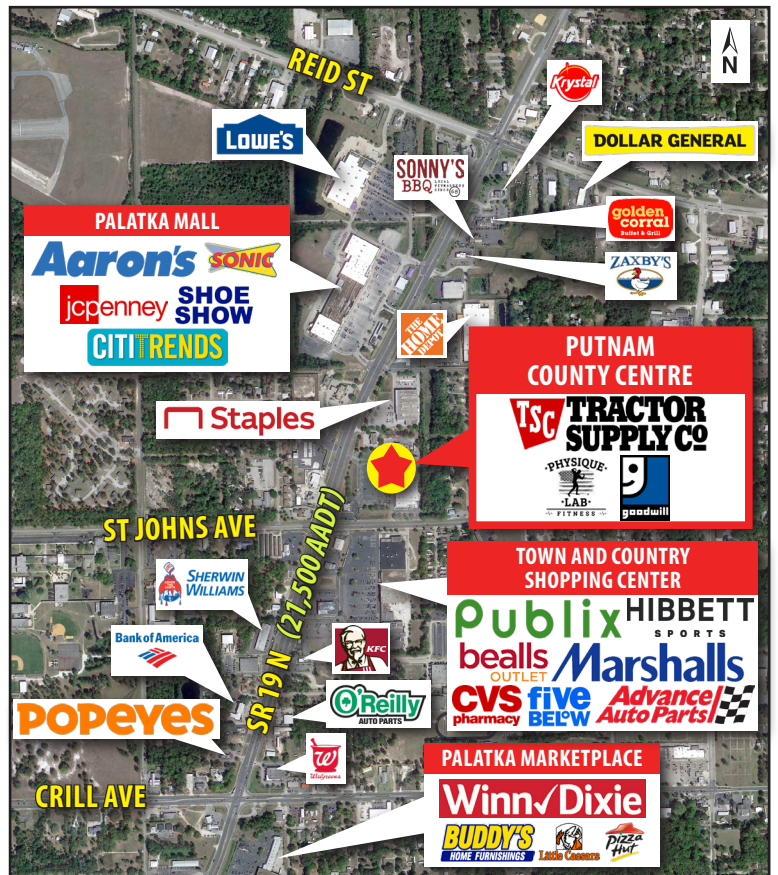 REID ST
N
Krystal
LOWE'S
DOLLAR GENERAL
SONNY'S
BBQ
PALATKA MALL
Aaron's
SONIC
golden
corral
Buffet & Grill
jcpenney
SHOE
SHOW
ZAXBY'S
CITITRENDS
THE
HOME
DEPOT
PUTNAM
COUNTY CENTRE
TSC TRACTOR
SUPPLY CO
Staples
PHYSIQUE
LAB
FITNESS
g
goodwill
ST JOHNS AVE
SR 19 N (21,500 AADT)
TOWN AND COUNTRY
SHOPPING CENTER
SHERWIN
WILLIAMS
Publix
HIBBETT
SPORTS
Bank of America
KFC
bealls
OUTLET
Marshalls
POPEYES
O'Reilly
AUTO PARTS
CVS
pharmacy
five
BELOW
Advance
Auto Parts
W
Walgreens
PALATKA MARKETPLACE
CRILL AVE
Winn Dixie
BUDDY'S
HOME FURNISHINGS
Little Caesars
Pizza
Hut